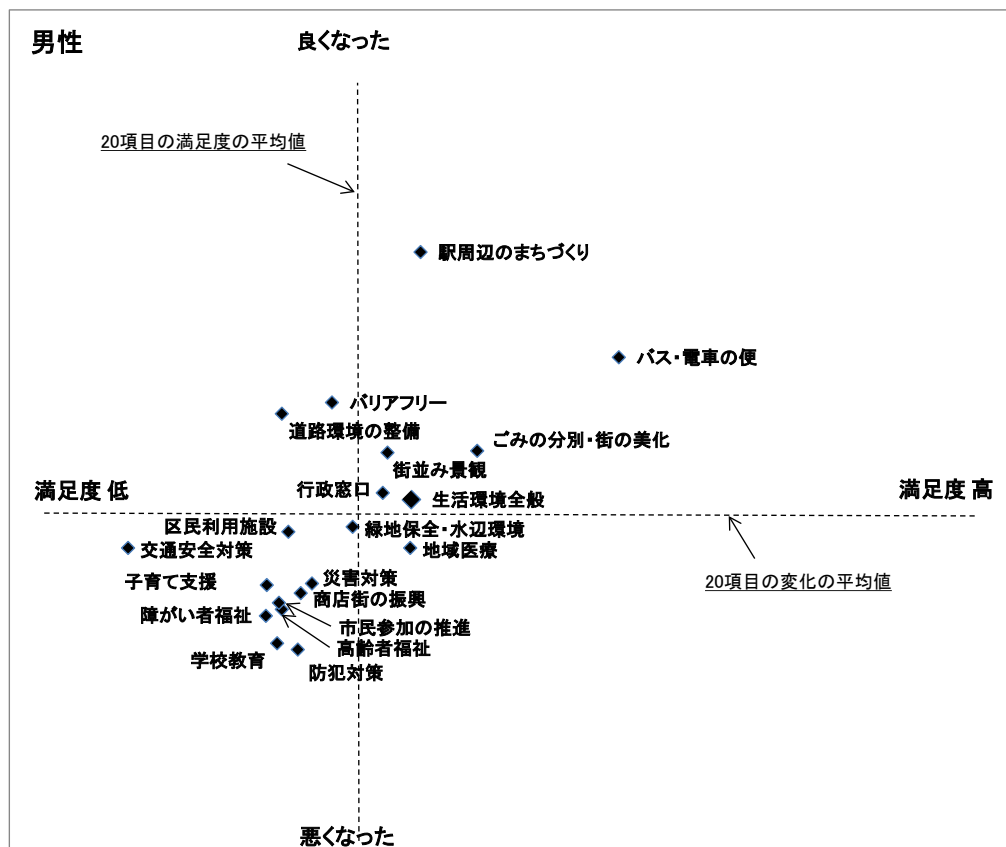 男性
良くなった
20項目の満足度の平均値
駅周辺のまちづくり
バス・電車の便
バリアフリー
道路環境の整備
ごみの分別・街の美化
街並み景観
行政窓口
満足度 低
生活環境全般
満足度 高
区民利用施設
緑地保全・水辺環境
交通安全対策
地域医療
子育て支援
災害対策
20項目の変化の平均値
商店街の振興
障がい者福祉
市民参加の推進
高齢者福祉
学校教育
防犯対策
悪くなった